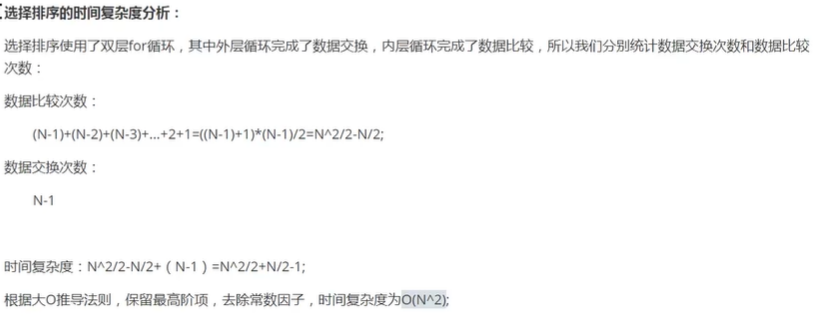 选择排序的时间复杂度分析：
选择排序使用了双层for循环，其中外层循环完成了数据交换，内层循环完成了数据比较，所以我们分别统计数据交换次数和数据比较
次数：
数据比较次数：
(N-1)+(N-2)+(N-3)+...+2+1=((N-1)+1)*(N-1)/2=N^2/2-N/2;
数据交换次数：
N-1
时间复杂度：N^2/2-N/2+（N-1）=N^2/2+N/2-1;
根据大O推导法则，保留最高阶项，去除常数因子，时间复杂度为O(N^2);